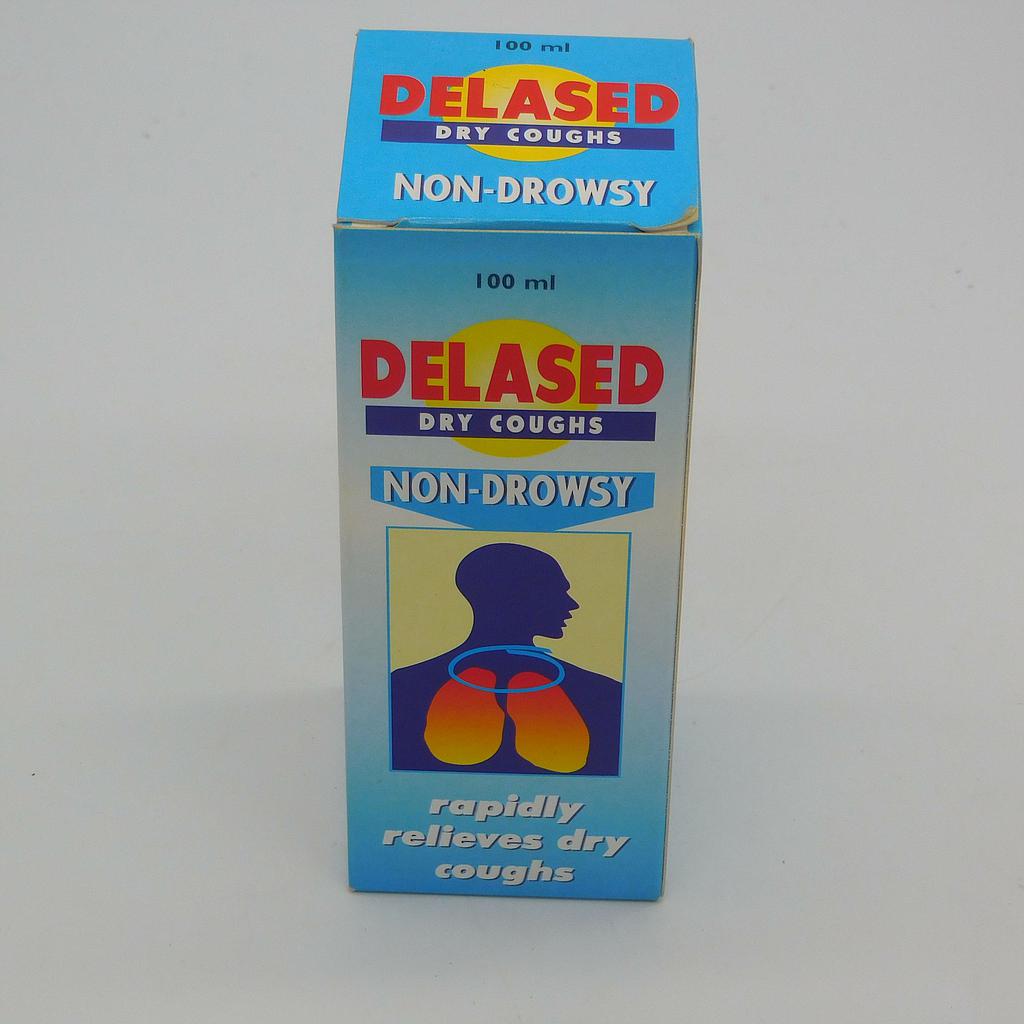 100 ml
DELASED
DRY COUGHS
NON-DROWSY
100 ml
DELASED
DRY COUGHS
NON-DROWSY
rapidly
relieves dry
coughs